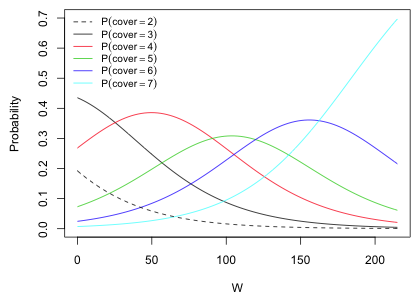 P(cover = 2)
P(cover = 3)
P(cover = 4)
P(cover = 5)
P(cover = 6)
P(cover = 7)
Probability
0.7
0.6
0.5
0.4
0.3
0.2
0.1
0.0
0 50 100 150 200
W